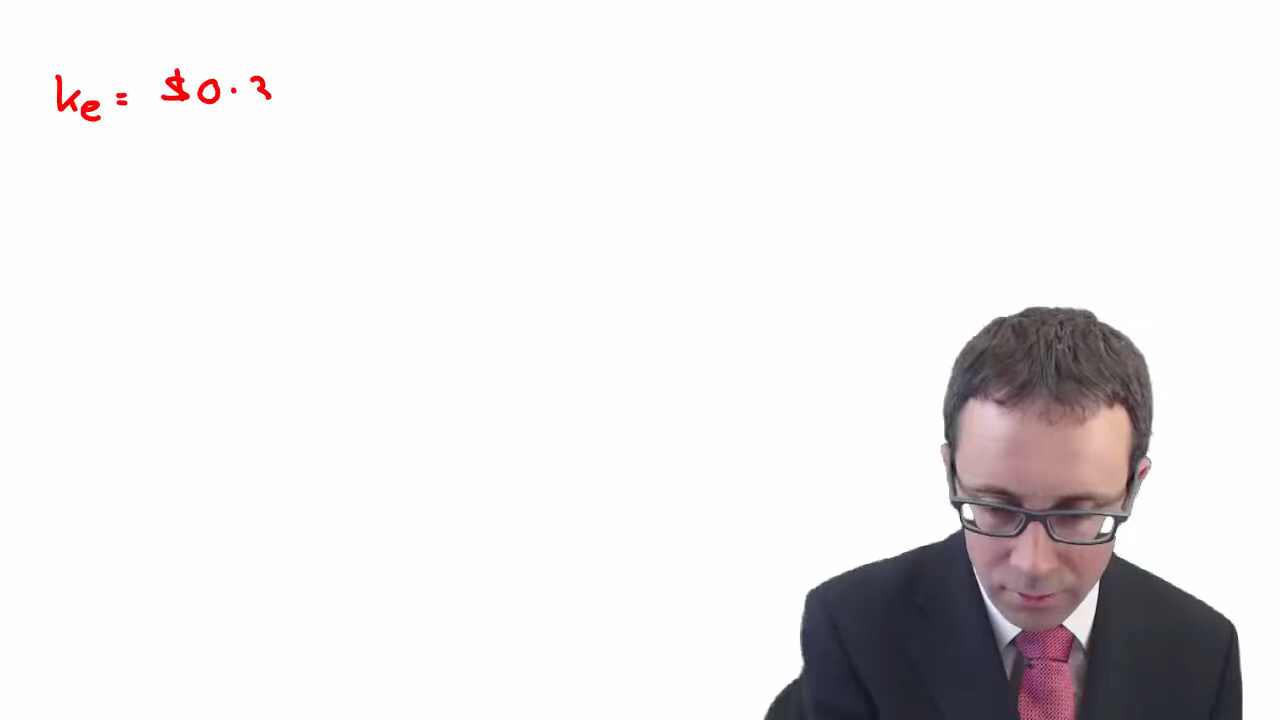 ke = $0.3